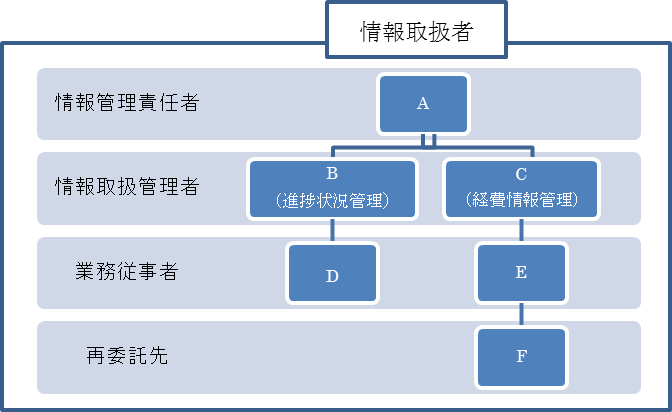 情報取扱者
情報管理責任者
A
情報取扱管理者
B
（進捗状況管理）
C
（経費情報管理）
業務従事者
D
E
再委託先
F